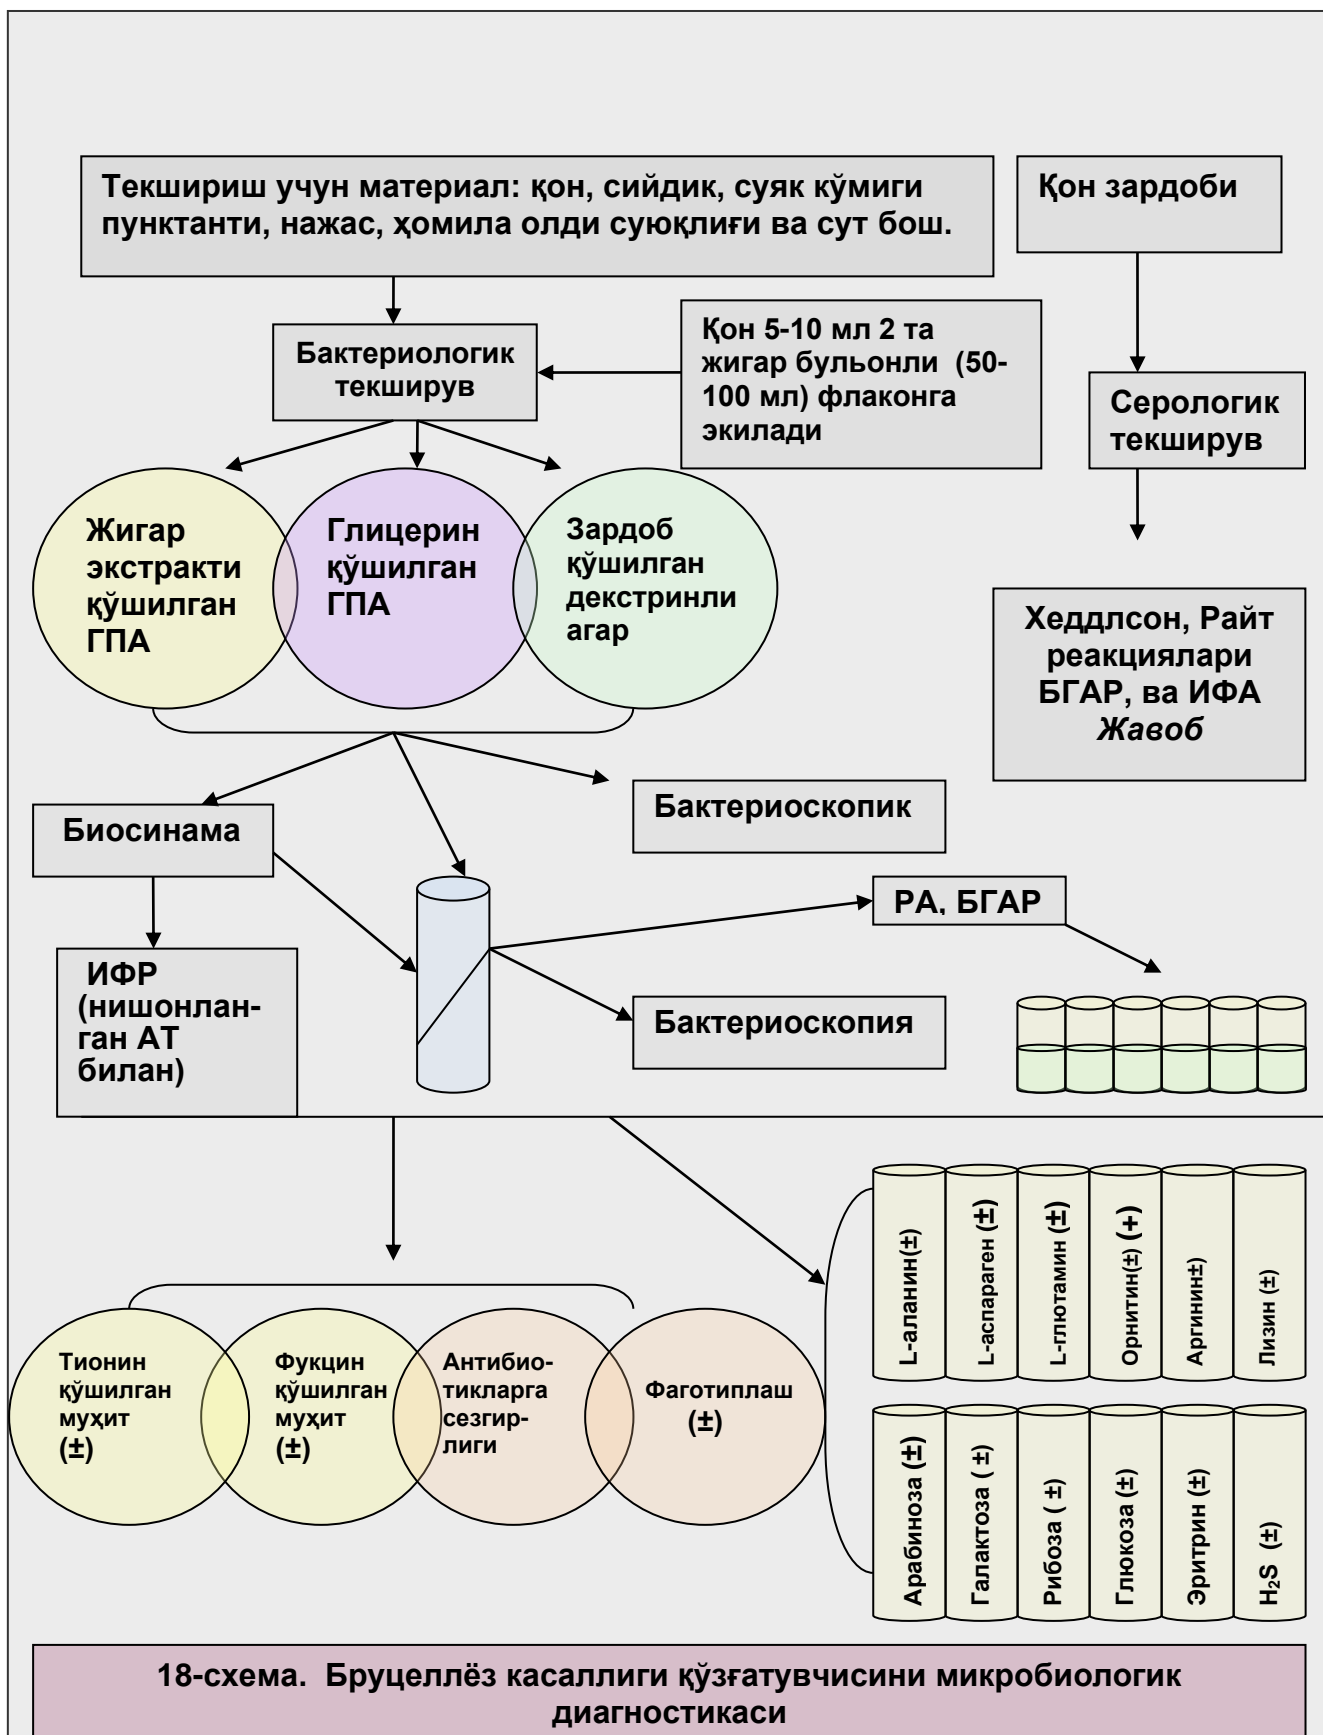 Текшириш учун материал: қон, сийдик, суяк кўмиги
пунктанти, нажас, ҳомила олди суюқлиғи ва сут бош.
Қон зардоби
Бактериологик
текширув
Қон 5-10 мл 2 та
жигар бульонли (50-
100 мл) флаконга
экилади
Серологик
текширув
Жигар
экстракти
қўшилган
ГПА
Глицерин
қўшилган
ГПА
Зардоб
қўшилган
декстринли
агар
Хеддлсон, Райт
реакциялари
БГАР, ва ИФА
Жавоб
Биосинама
Бактериоскопик
РА, БГАР
ИФР
(нишонлан-
ган АТ
билан)
Бактериоскопия
L-аланин(±)
L-аспараген (±)
L-глютамин (±)
Орнитин(±) (+)
Аргинин±)
Лизин (±)
Тионин
қўшилган
муҳит
(±)
Фукцин
қўшилган
муҳит
(±)
Антибио-
тикларга
сезгир-
лиги
Фаготиплаш
(±)
Арабиноза (±)
Галактоза ( ±)
Рибоза ( ±)
Глюкоза (±)
Эритрин (±)
H₂S (±)
18-схема. Бруцеллёз касаллиги қўзғатувчисини микробиологик
диагностикаси